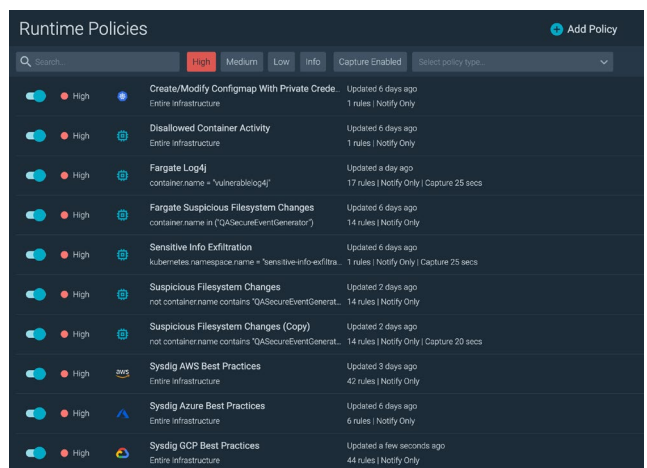 Runtime Policies
Add Policy
Search...
High
Medium
Low
Info
Capture Enabled
Select policy type...
High
Create/Modify Configmap With Private Crede...
Updated 6 days ago
Entire Infrastructure
1 rules | Notify Only
High
Disallowed Container Activity
Updated 6 days ago
Entire Infrastructure
1 rules | Notify Only
High
Fargate Log4j
Updated a day ago
container.name = "vulnerablelog4j"
17 rules | Notify Only | Capture 25 secs
High
Fargate Suspicious Filesystem Changes
Updated 6 days ago
container.name in ("QASecureEventGenerator")
14 rules | Notify Only
High
Sensitive Info Exfiltration
Updated 6 days ago
kubernetes.namespace.name = "sensitive-info-exfiltra...
1 rules | Notify Only | Capture 25 secs
High
Suspicious Filesystem Changes
Updated 2 days ago
not container.name contains "QASecureEventGenerat...
14 rules | Notify Only
High
Suspicious Filesystem Changes (Copy)
Updated 2 days ago
not container.name contains "QASecureEventGenerat...
14 rules | Notify Only | Capture 20 secs
High
aws
Sysdig AWS Best Practices
Updated 3 days ago
Entire Infrastructure
42 rules | Notify Only
High
Sysdig Azure Best Practices
Updated 6 days ago
Entire Infrastructure
6 rules | Notify Only
High
Sysdig GCP Best Practices
Updated a few seconds ago
Entire Infrastructure
44 rules | Notify Only